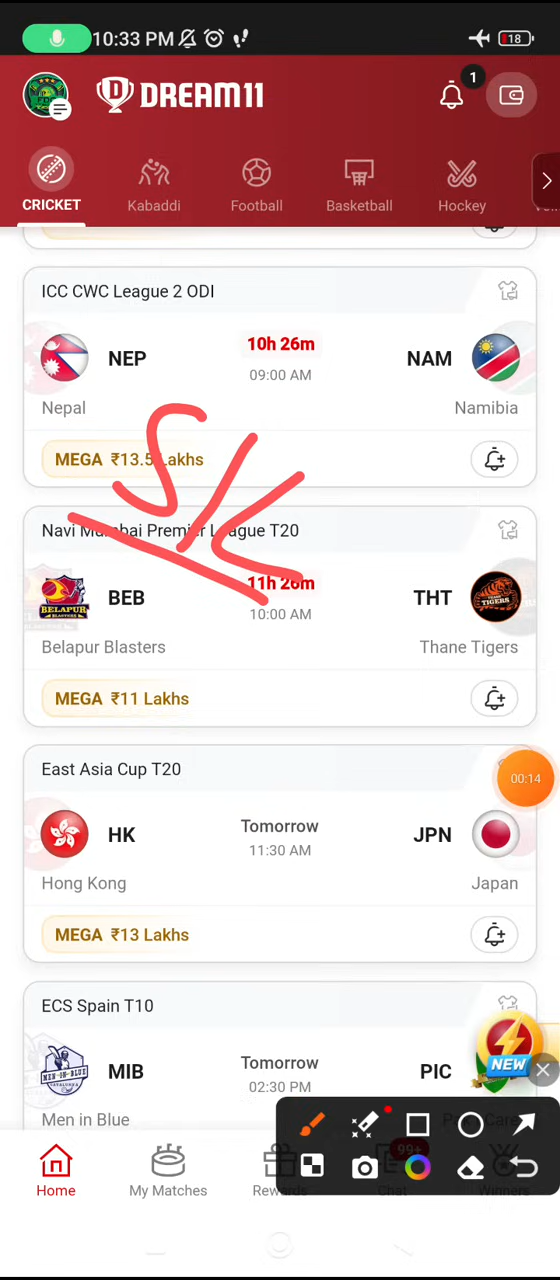 10:33 PM
18
DREAM11
1
CRICKET
Kabaddi
Football
Basketball
Hockey
ICC CWC League 2 ODI
NEP
10h 26m
NAM
09:00 AM
Nepal
Namibia
MEGA ₹13.5 Lakhs
SK
Navi Mumbai Premier League T20
BEB
11h 26m
THT
10:00 AM
Belapur Blasters
Thane Tigers
MEGA ₹11 Lakhs
East Asia Cup T20
00:14
HK
Tomorrow
JPN
11:30 AM
Hong Kong
Japan
MEGA ₹13 Lakhs
ECS Spain T10
MIB
Tomorrow
PIC
NEW
02:30 PM
Men in Blue
99+
Home
My Matches
Rewards
Chat
Winners